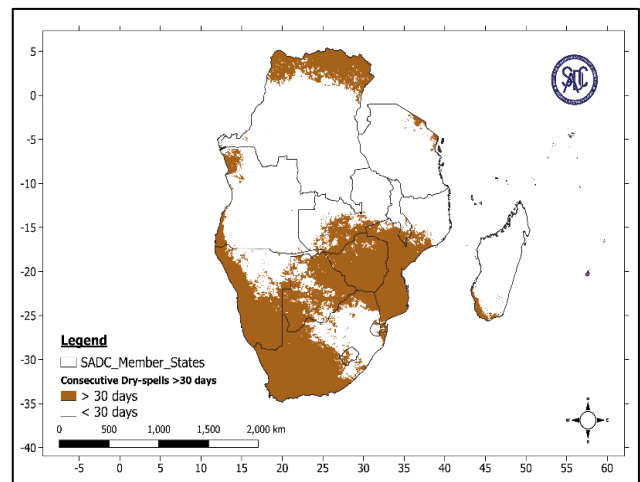 5
0
-5
-10
-15
-20
-25
-30
-35
-40
SADC
Legend
SADC_Member_States
Consecutive Dry-spells >30 days
> 30 days
< 30 days
0 500 1,000 1,500 2,000 km
N
E
S
-5 0 5 10 15 20 25 30 35 40 45 50 55 60